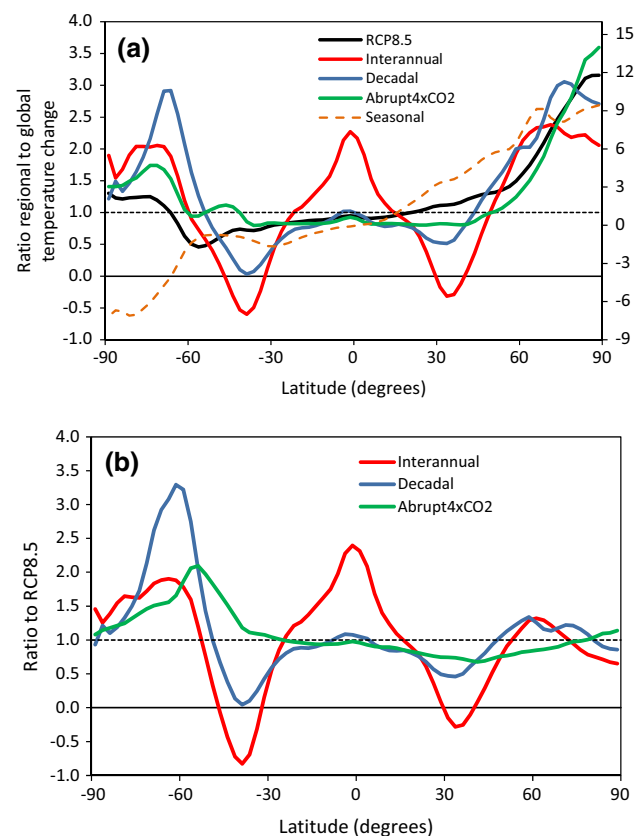 (a)
RCP8.5
Interannual
Decadal
Abrupt4xCO2
Seasonal
Ratio regional to global
temperature change
4.0
3.5
3.0
2.5
2.0
1.5
1.0
0.5
0.0
-0.5
-1.0
15
12
9
6
3
0
-3
-6
-9
-90 -60 -30 0 30 60 90
Latitude (degrees)
(b)
Interannual
Decadal
Abrupt4xCO2
Ratio to RCP8.5
4.0
3.5
3.0
2.5
2.0
1.5
1.0
0.5
0.0
-0.5
-1.0
-90 -60 -30 0 30 60 90
Latitude (degrees)